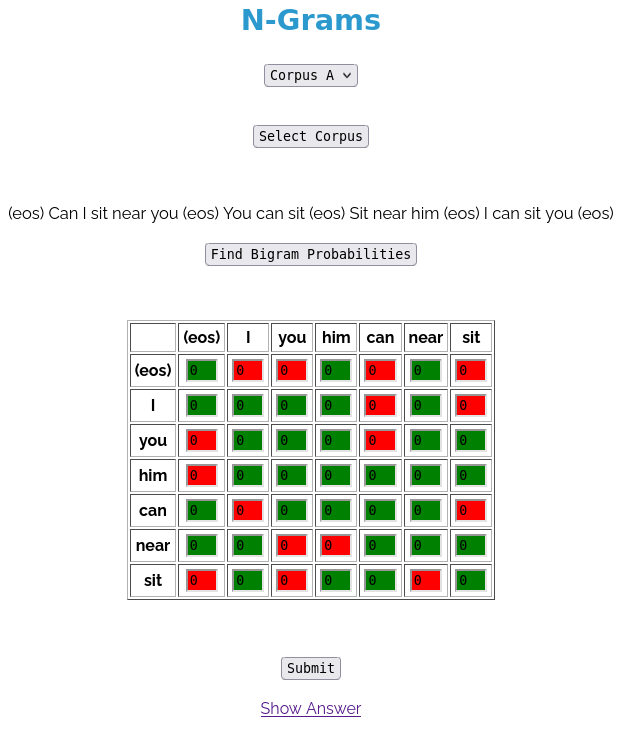 N-Grams
Corpus A
Select Corpus
(eos) Can I sit near you (eos) You can sit (eos) Sit near him (eos) I can sit you (eos)
Find Bigram Probabilities
(eos) I you him can near sit
(eos) 0 0 0 0 0 0 0
I 0 0 0 0 0 0 0
you 0 0 0 0 0 0 0
him 0 0 0 0 0 0 0
can 0 0 0 0 0 0 0
near 0 0 0 0 0 0 0
sit 0 0 0 0 0 0 0
Submit
Show Answer